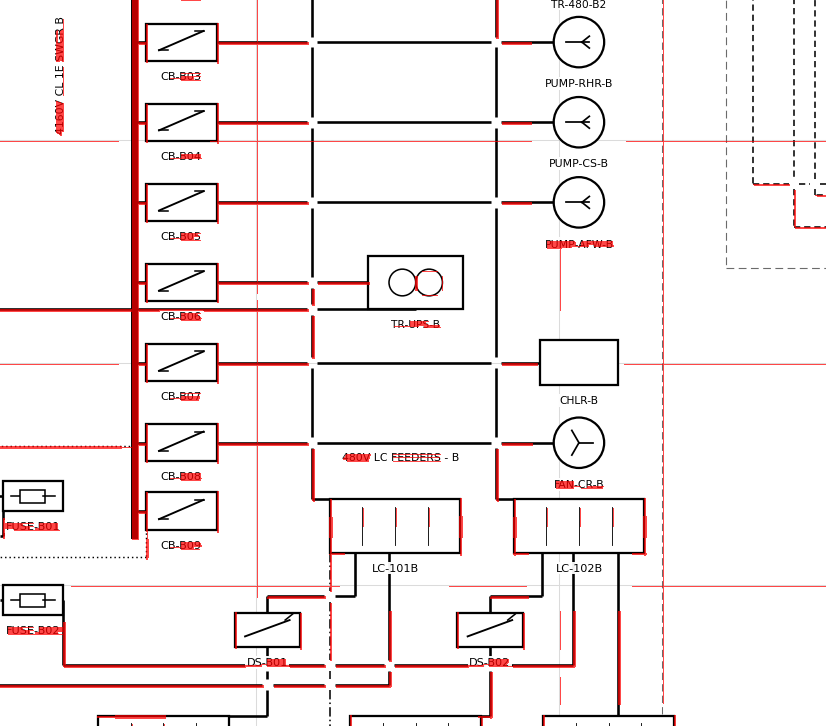 TR-480-B2
4160V CL 1E SWGR B
CB-B03
PUMP-RHR-B
CB-B04
PUMP-CS-B
CB-B05
PUMP-AFW-B
CB-B06
TR-UPS-B
CB-B07
CHLR-B
480V LC FEEDERS - B
CB-B08
FAN-CR-B
FUSE-B01
CB-B09
LC-101B
LC-102B
FUSE-B02
DS-B01
DS-B02